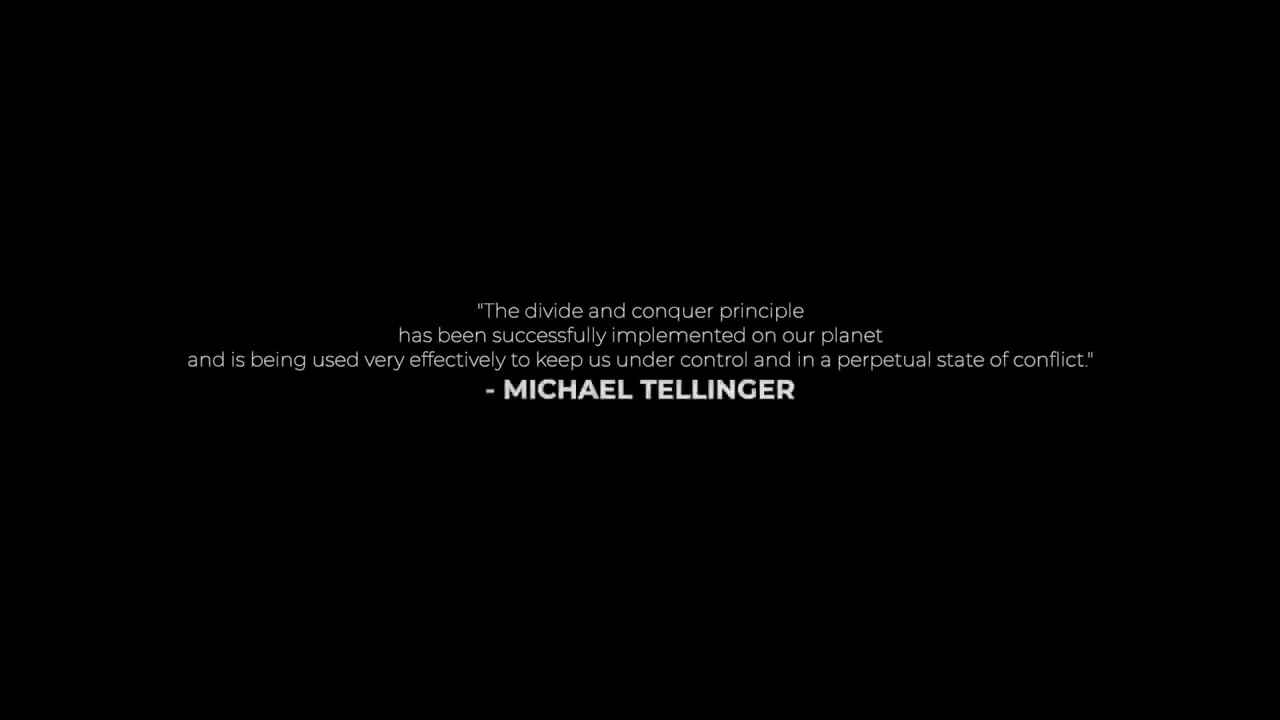 "The divide and conquer principle
has been successfully implemented on our planet
and is being used very effectively to keep us under control and in a perpetual state of conflict."
- MICHAEL TELLINGER